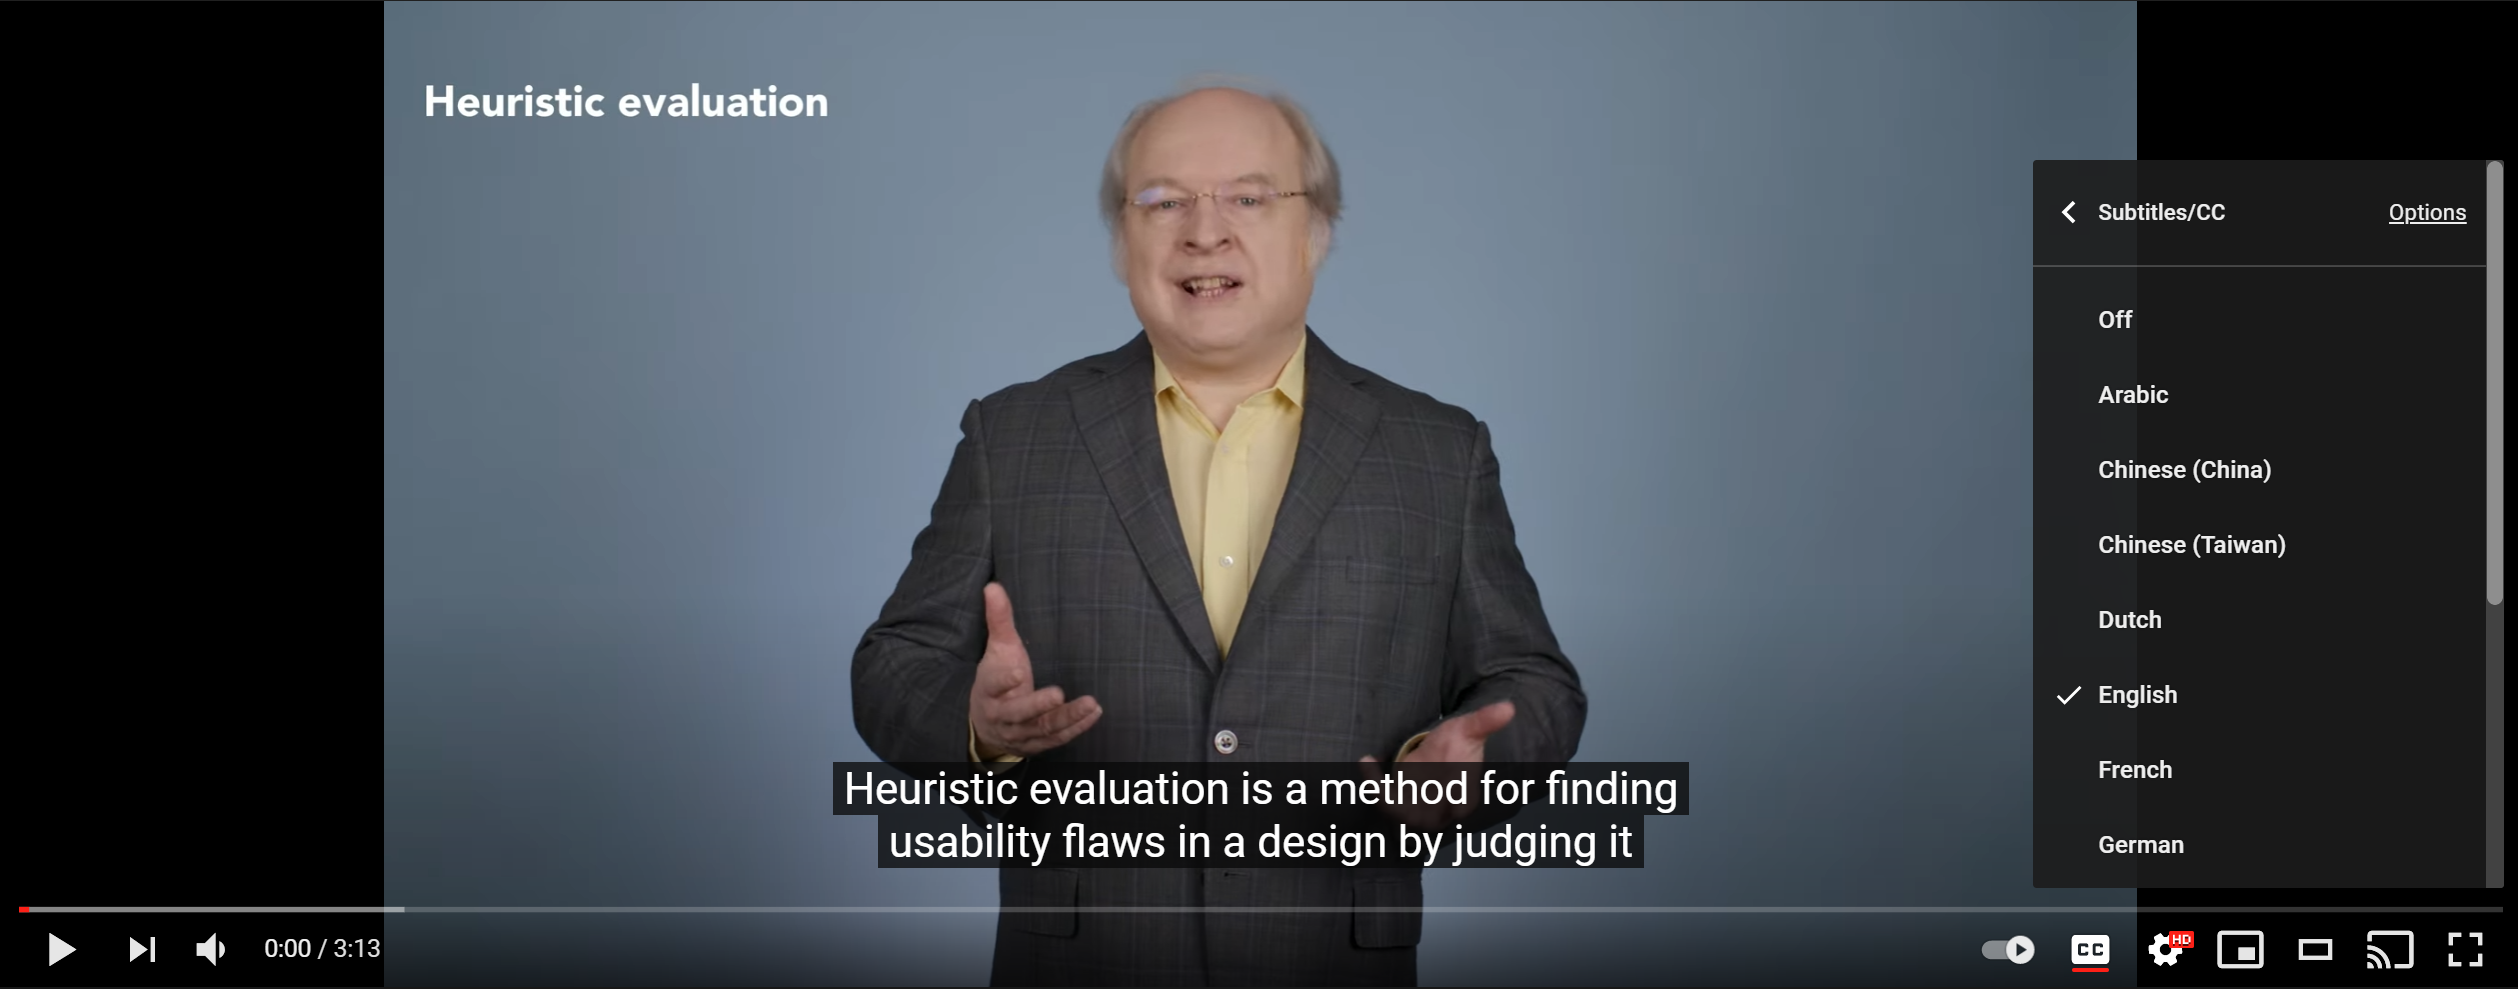 Heuristic evaluation
Subtitles/CC Options
Off
Arabic
Chinese (China)
Chinese (Taiwan)
Dutch
English
French
German
Heuristic evaluation is a method for finding
usability flaws in a design by judging it
0:00 / 3:13
CC
HD